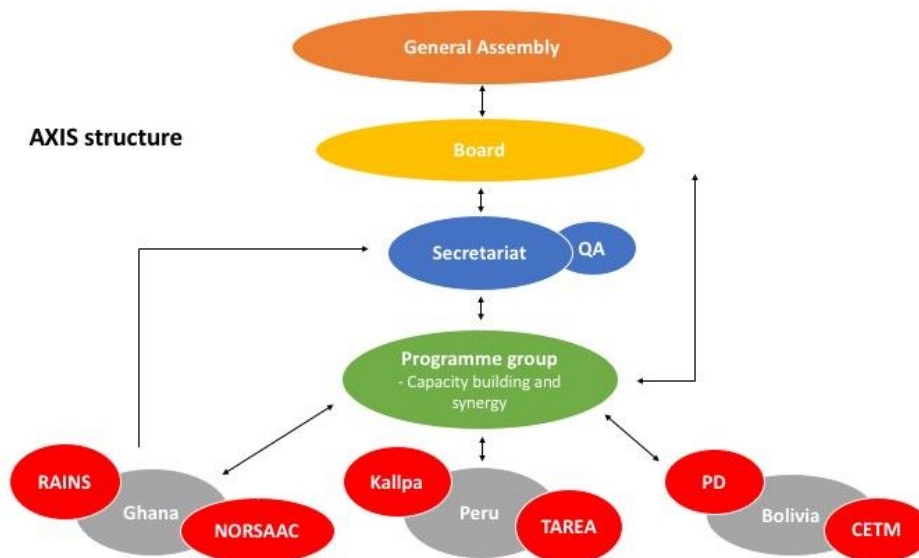 General Assembly
AXIS structure
Board
Secretariat
QA
Programme group
- Capacity building and
synergy
RAINS
Ghana
NORSAAC
Kallpa
Peru
TAREA
PD
Bolivia
CETM